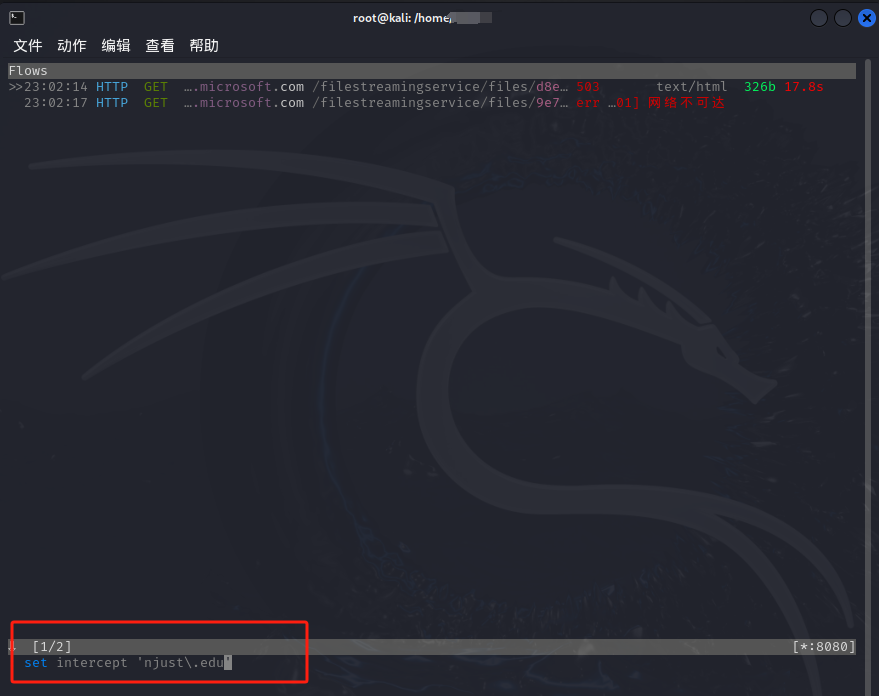 root@kali: /home/
文件 动作 编辑 查看 帮助
Flows
>>23:02:14 HTTP GET ….microsoft.com /filestreamingservice/files/d8e… 503 text/html 326b 17.8s
23:02:17 HTTP GET ….microsoft.com /filestreamingservice/files/9e7… err …01] 网络不可达
↓ [1/2] [*:8080]
set intercept 'njust\.edu'